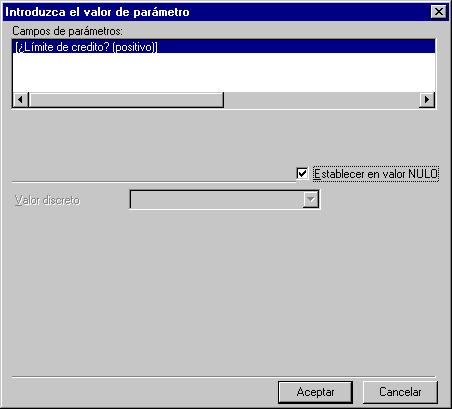 Introduzca el valor de parámetro
Campos de parámetros:
[¿Límite de credito? (positivo)]
Establecer en valor NULO
Valor discreto
Aceptar
Cancelar